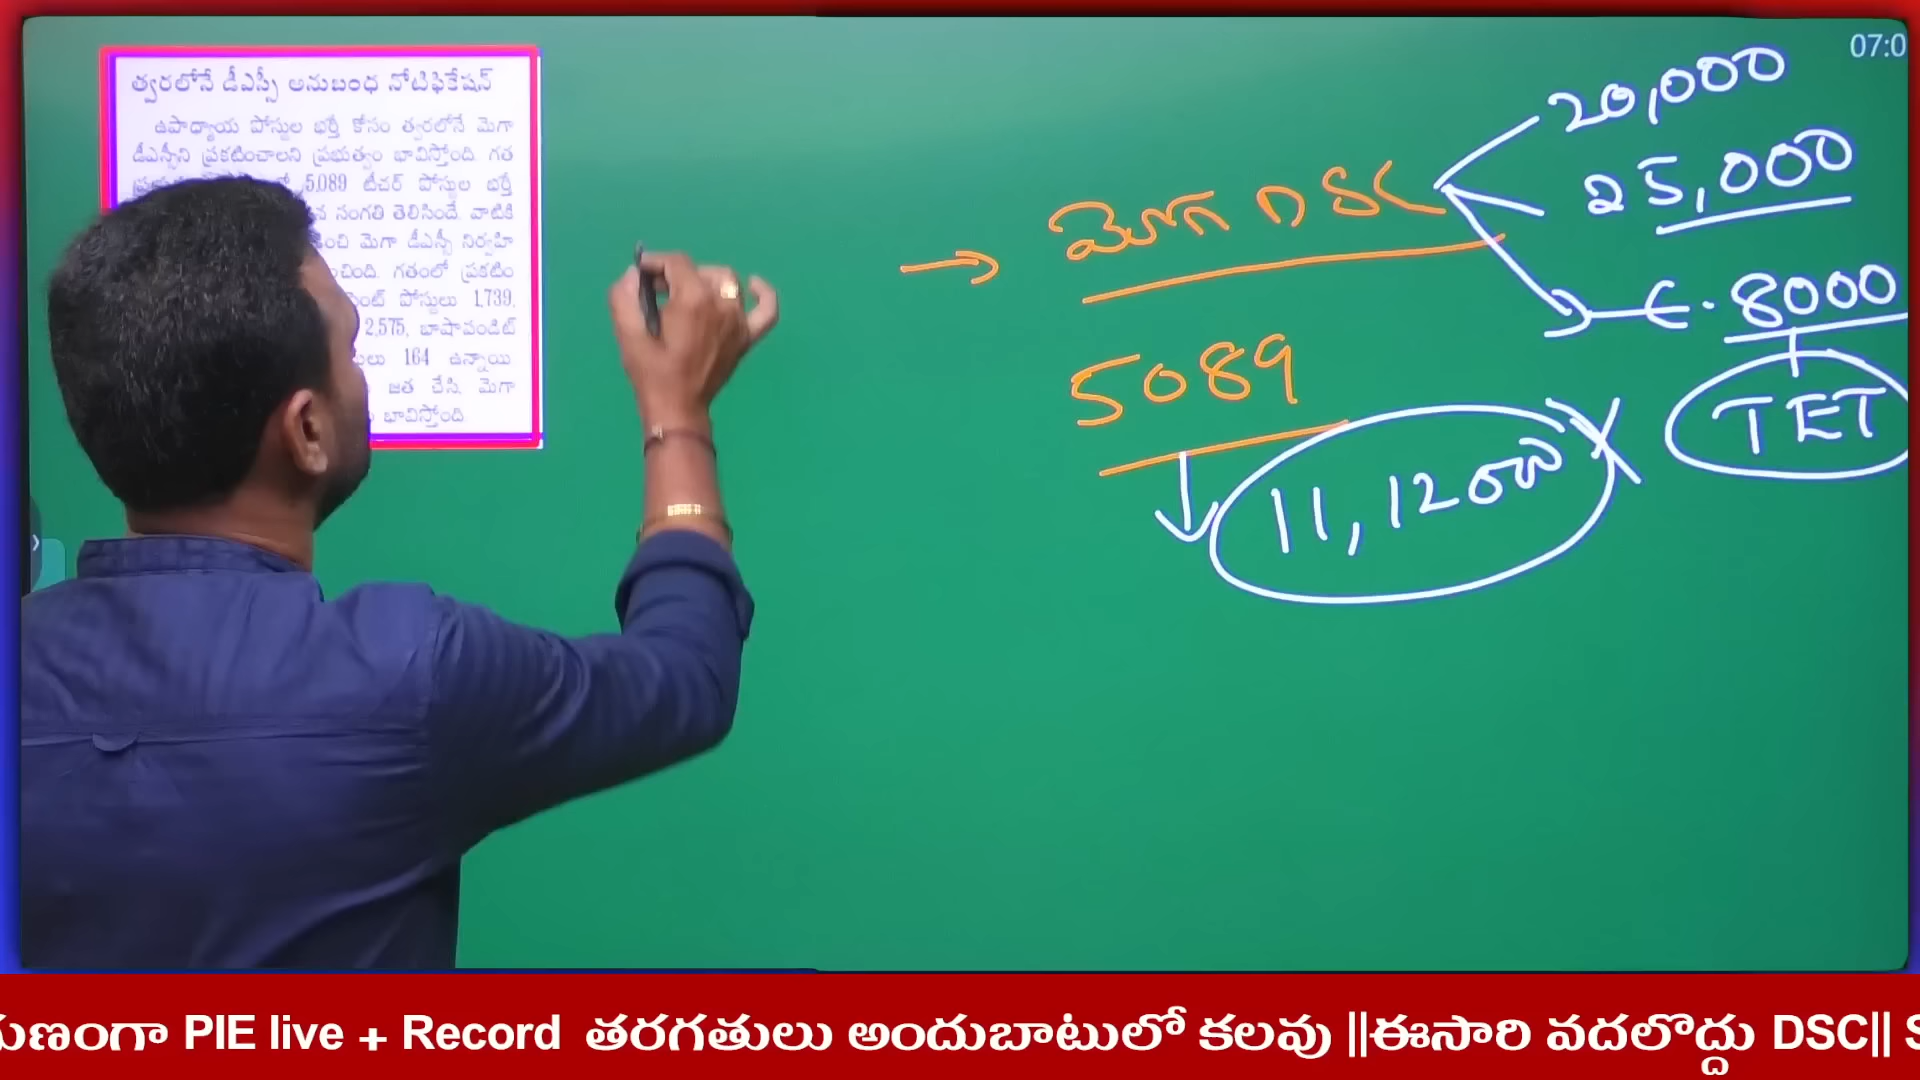 త్వరలోనే డీఎస్సీ అనుబంధ నోటిఫికేషన్
ఉపాధ్యాయ పోస్టుల భర్తీ కోసం త్వరలోనే మెగా
డీఎస్సీని ప్రకటించాలని ప్రభుత్వం భావిస్తోంది. గత
5,089 టీచర్ పోస్టుల భర్తీ
సంగతి తెలిసిందే. వాటికి
మెగా డీఎస్సీ నిర్వహి
గతంలో ప్రకటిం
పోస్టులు 1,739,
2,575, భాషాపండిట్
164 ఉన్నాయి
జత చేసి, మెగా
భావిస్తోంది.
07:0
20,000
→ మెగా DSC
25,000
8000
5089
TET
11,12000
PIE live + Record తరగతులు అందుబాటులో కలవు ||ఈసారి వదలొద్దు DSC|| S